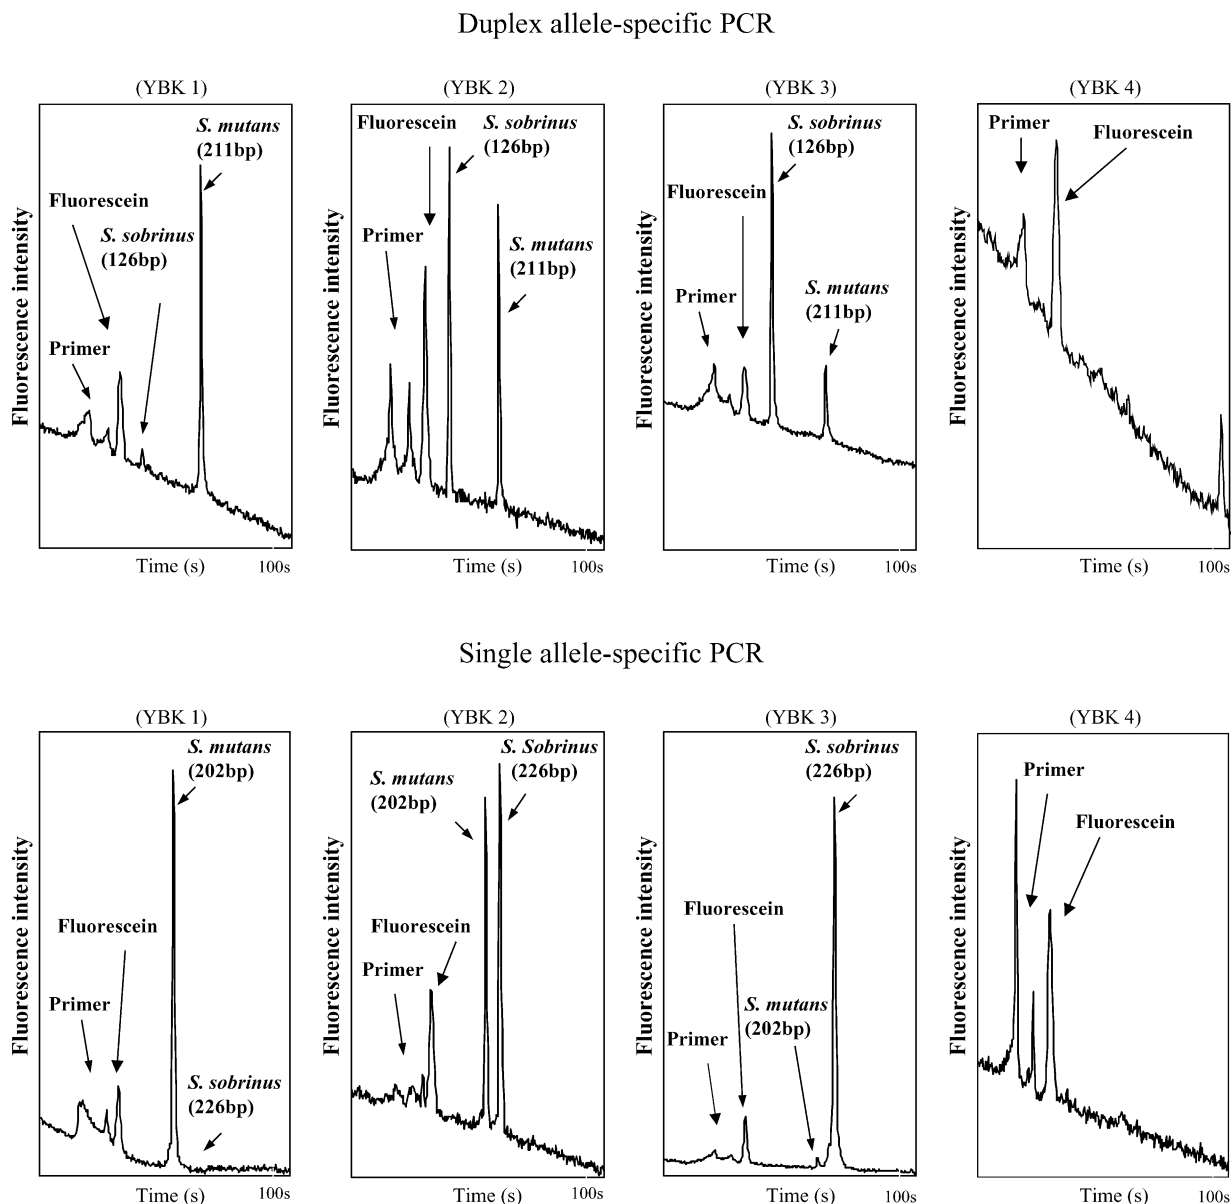 Duplex allele-specific PCR
(YBK 1)
Fluorescence intensity
S. mutans
(211bp)
Fluorescein
S. sobrinus
(126bp)
Primer
Time (s)
100s
(YBK 2)
Fluorescence intensity
Fluorescein
S. sobrinus
(126bp)
Primer
S. mutans
(211bp)
Time (s)
100s
(YBK 3)
Fluorescence intensity
S. sobrinus
(126bp)
Fluorescein
Primer
S. mutans
(211bp)
Time (s)
100s
(YBK 4)
Fluorescence intensity
Primer
Fluorescein
Time (s)
100s
Single allele-specific PCR
(YBK 1)
Fluorescence intensity
S. mutans
(202bp)
Fluorescein
Primer
S. sobrinus
(226bp)
Time (s)
100s
(YBK 2)
Fluorescence intensity
S. Sobrinus
(226bp)
S. mutans
(202bp)
Fluorescein
Primer
Time (s)
100s
(YBK 3)
Fluorescence intensity
S. sobrinus
(226bp)
Fluorescein
S. mutans
(202bp)
Primer
Time (s)
100s
(YBK 4)
Fluorescence intensity
Primer
Fluorescein
Time (s)
100s